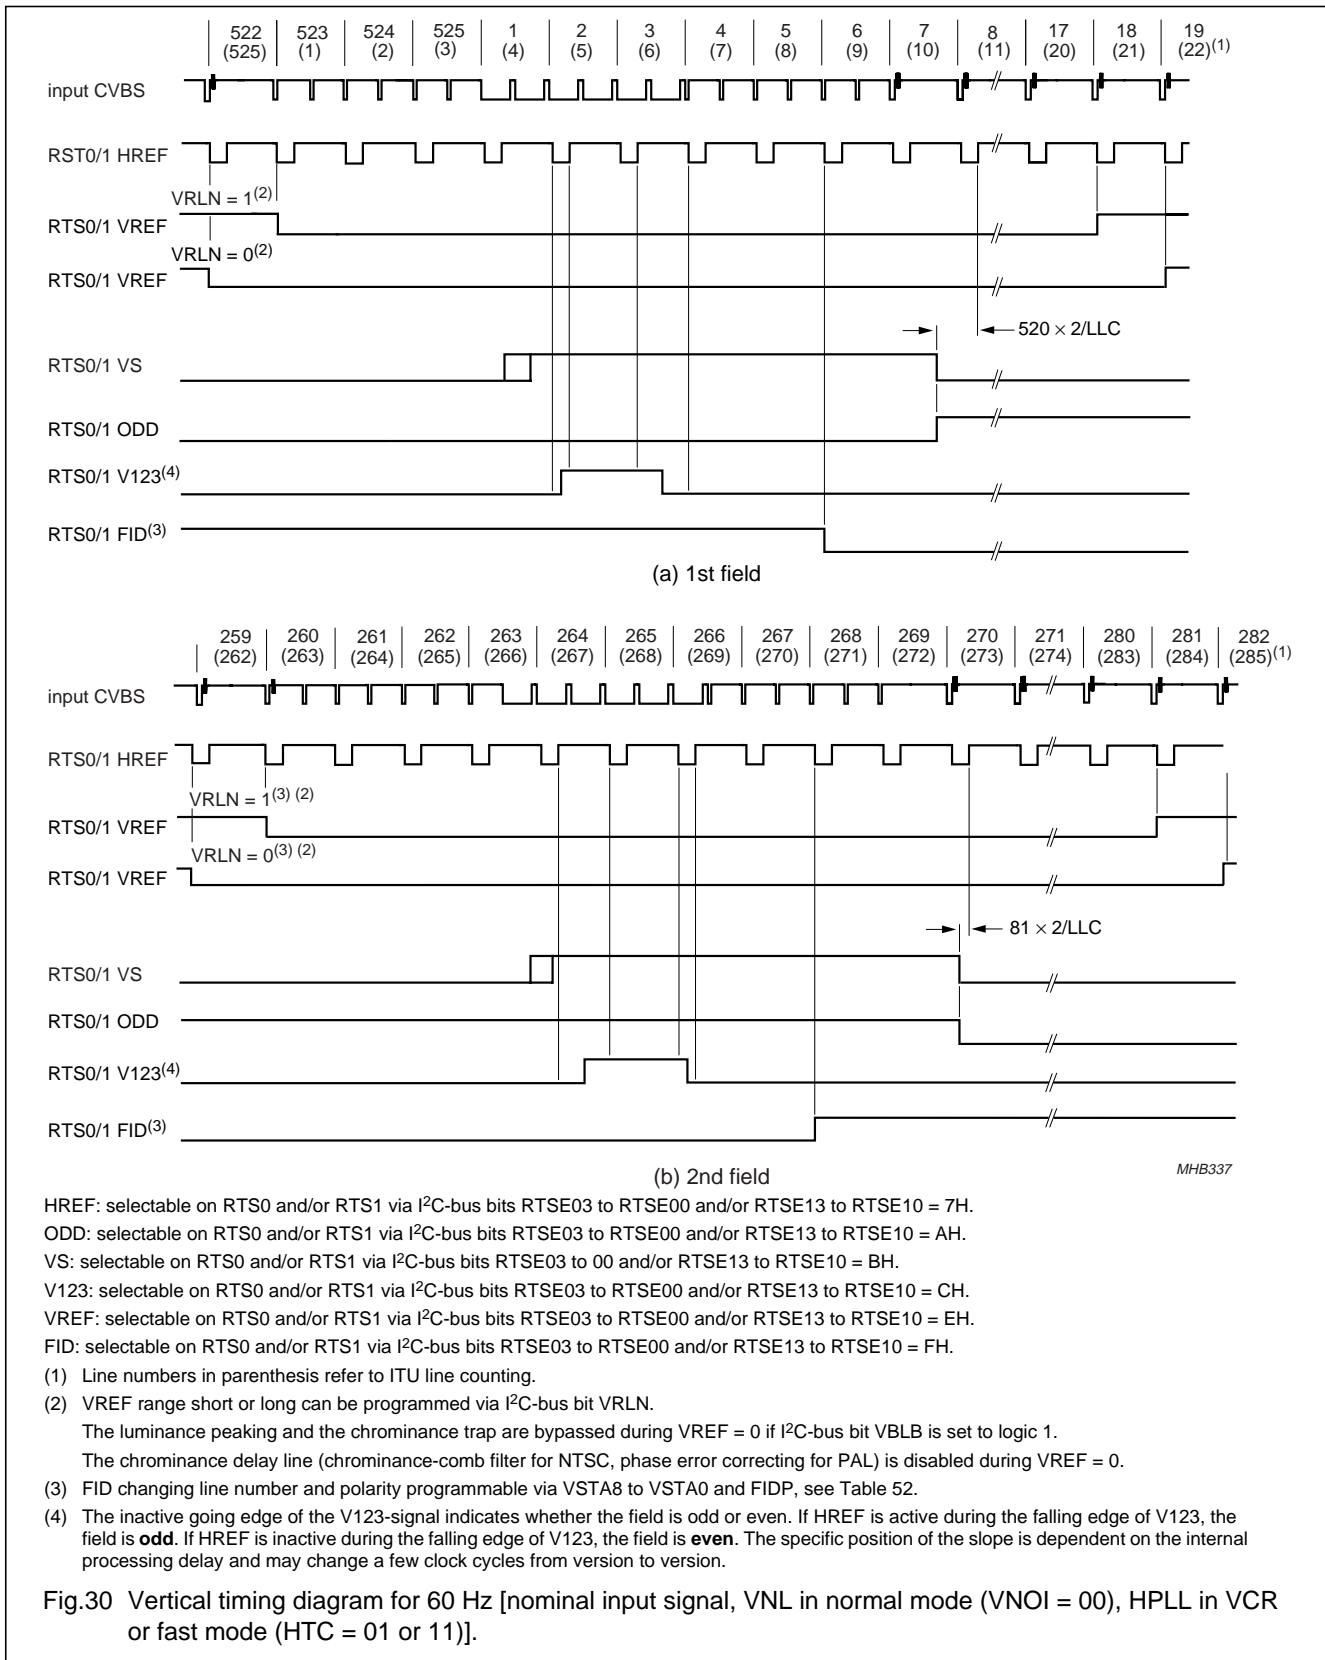 522 523 524 525 1 2 3 4 5 6 7 8 17 18 19
(525) (1) (2) (3) (4) (5) (6) (7) (8) (9) (10) (11) (20) (21) (22)(1)
input CVBS
RST0/1 HREF
VRLN = 1(2)
RTS0/1 VREF
VRLN = 0(2)
RTS0/1 VREF
520 × 2/LLC
RTS0/1 VS
RTS0/1 ODD
RTS0/1 V123(4)
RTS0/1 FID(3)
(a) 1st field
259 260 261 262 263 264 265 266 267 268 269 270 271 280 281 282
(262) (263) (264) (265) (266) (267) (268) (269) (270) (271) (272) (273) (274) (283) (284) (285)(1)
input CVBS
RTS0/1 HREF
VRLN = 1(3) (2)
RTS0/1 VREF
VRLN = 0(3) (2)
RTS0/1 VREF
81 × 2/LLC
RTS0/1 VS
RTS0/1 ODD
RTS0/1 V123(4)
RTS0/1 FID(3)
(b) 2nd field
MHB337
HREF: selectable on RTS0 and/or RTS1 via I2C-bus bits RTSE03 to RTSE00 and/or RTSE13 to RTSE10 = 7H.
ODD: selectable on RTS0 and/or RTS1 via I2C-bus bits RTSE03 to RTSE00 and/or RTSE13 to RTSE10 = AH.
VS: selectable on RTS0 and/or RTS1 via I2C-bus bits RTSE03 to 00 and/or RTSE13 to RTSE10 = BH.
V123: selectable on RTS0 and/or RTS1 via I2C-bus bits RTSE03 to RTSE00 and/or RTSE13 to RTSE10 = CH.
VREF: selectable on RTS0 and/or RTS1 via I2C-bus bits RTSE03 to RTSE00 and/or RTSE13 to RTSE10 = EH.
FID: selectable on RTS0 and/or RTS1 via I2C-bus bits RTSE03 to RTSE00 and/or RTSE13 to RTSE10 = FH.
(1) Line numbers in parenthesis refer to ITU line counting.
(2) VREF range short or long can be programmed via I2C-bus bit VRLN.
The luminance peaking and the chrominance trap are bypassed during VREF = 0 if I2C-bus bit VBLB is set to logic 1.
The chrominance delay line (chrominance-comb filter for NTSC, phase error correcting for PAL) is disabled during VREF = 0.
(3) FID changing line number and polarity programmable via VSTA8 to VSTA0 and FIDP, see Table 52.
(4) The inactive going edge of the V123-signal indicates whether the field is odd or even. If HREF is active during the falling edge of V123, the
field is odd. If HREF is inactive during the falling edge of V123, the field is even. The specific position of the slope is dependent on the internal
processing delay and may change a few clock cycles from version to version.
Fig.30 Vertical timing diagram for 60 Hz [nominal input signal, VNL in normal mode (VNOI = 00), HPLL in VCR
or fast mode (HTC = 01 or 11)].